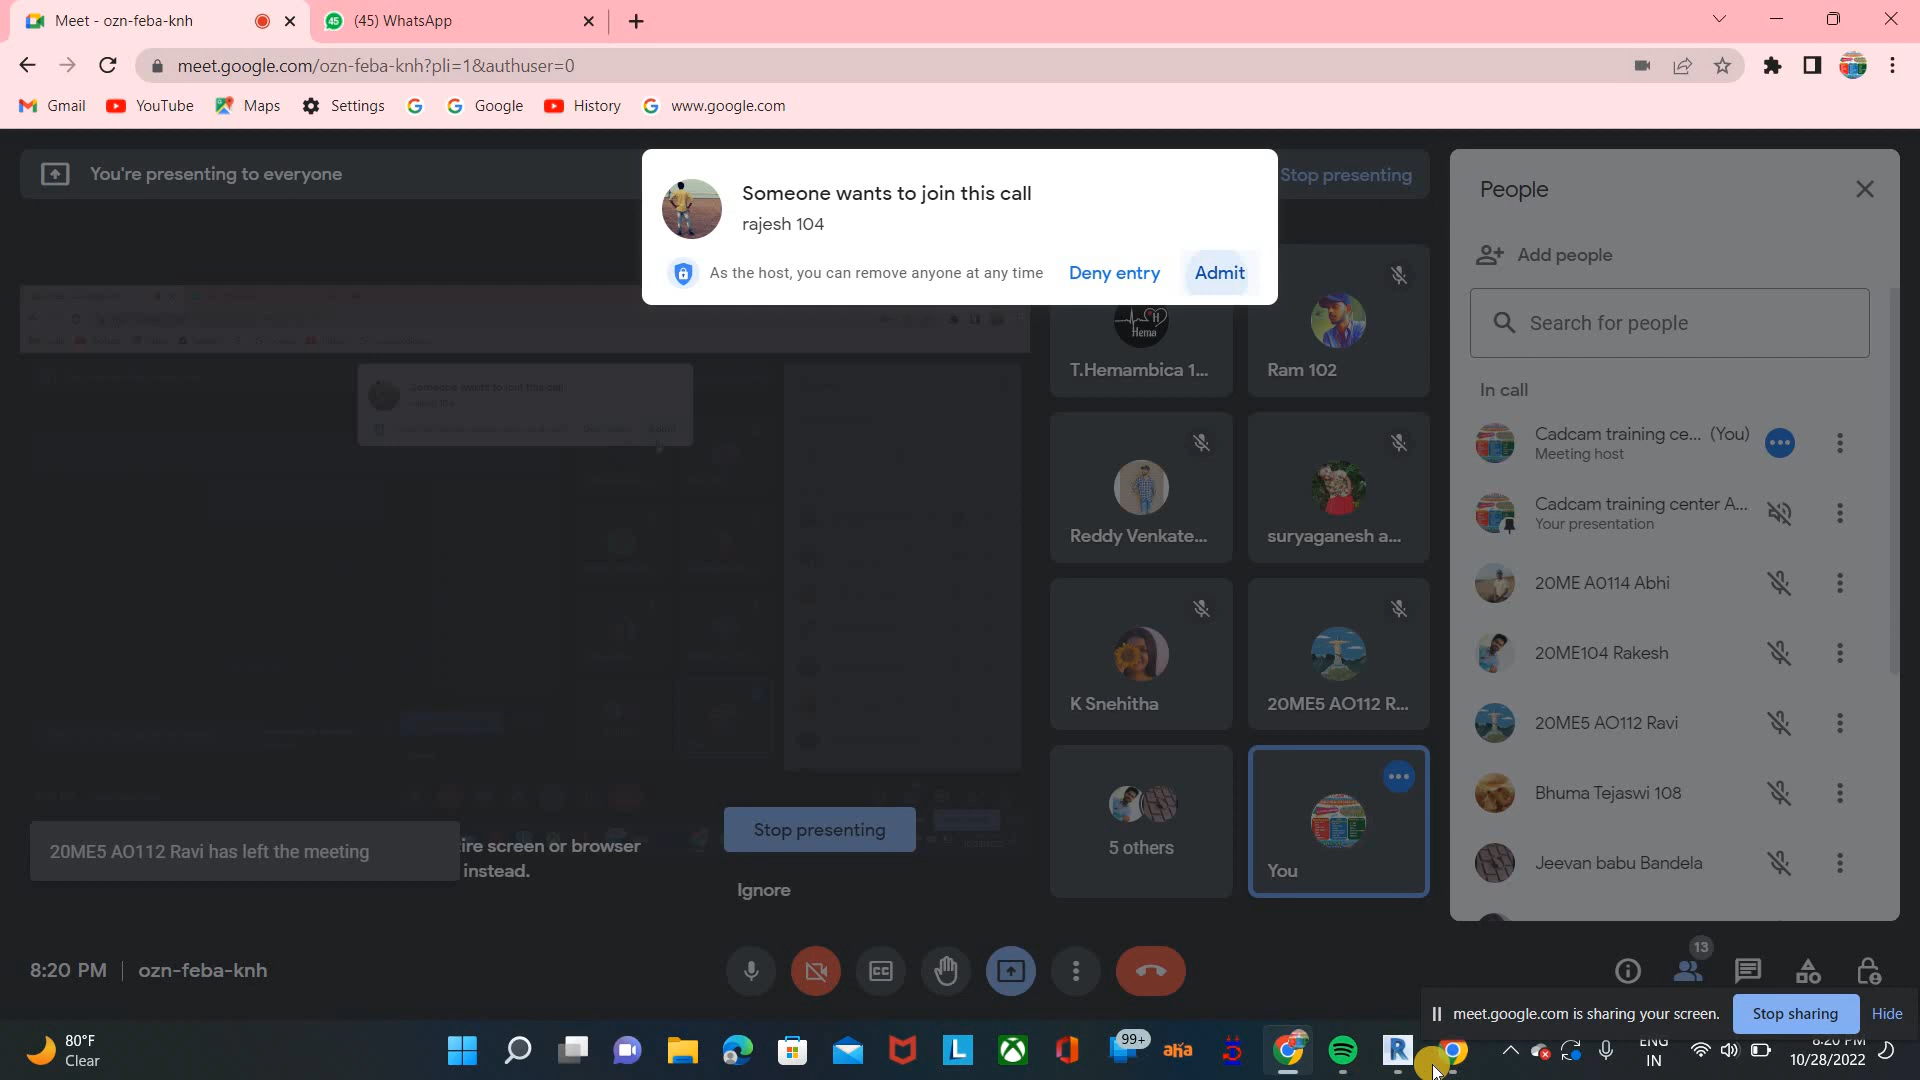 Meet - ozn-feba-knh
45
(45) WhatsApp
meet.google.com/ozn-feba-knh?pli=1&authuser=0
Gmail
YouTube
Maps
Settings
Google
History
www.google.com
You're presenting to everyone
Someone wants to join this call
rajesh 104
As the host, you can remove anyone at any time
Deny entry
Admit
Stop presenting
People
Add people
Search for people
In call
Hema
H
T.Hemambica 1...
Ram 102
Cadcam training ce... (You)
Meeting host
Cadcam training center A...
Your presentation
Reddy Venkate...
suryaganesh a...
20ME A0114 Abhi
20ME104 Rakesh
K Snehitha
20ME5 AO112 R...
20ME5 AO112 Ravi
Bhuma Tejaswi 108
Jeevan babu Bandela
5 others
You
20ME5 AO112 Ravi has left the meeting
ire screen or browser
instead.
Stop presenting
Ignore
8:20 PM
ozn-feba-knh
13
meet.google.com is sharing your screen.
Stop sharing
Hide
80°F
Clear
99+
aha
L
R
ENG
IN
8:20 PM
10/28/2022